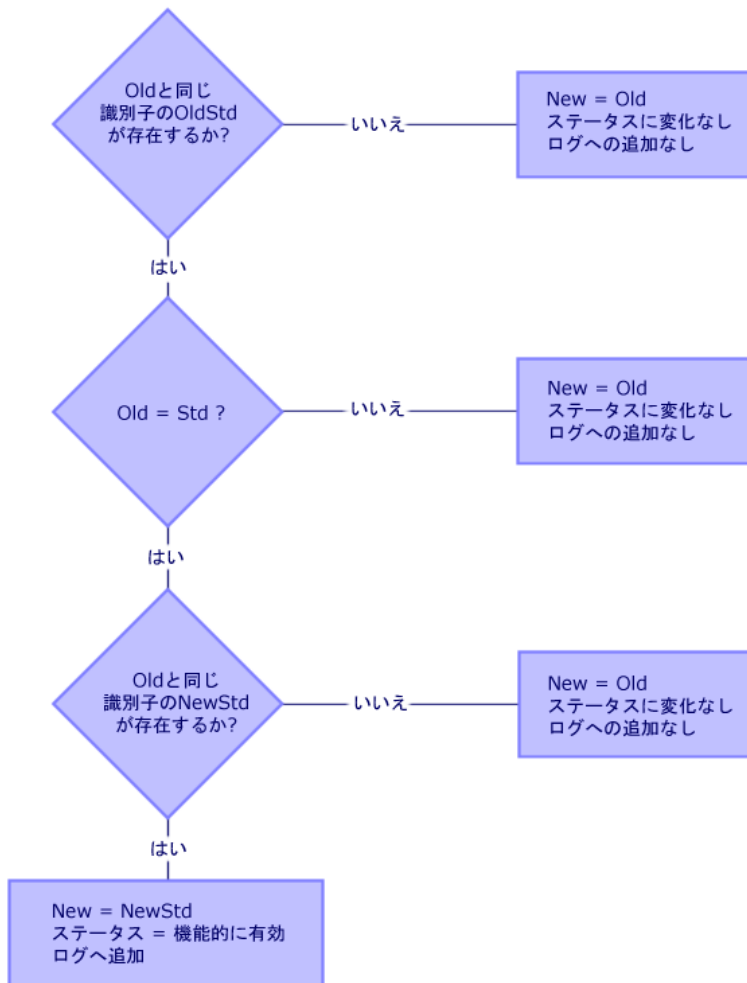 Oldと同じ
識別子のOldStd
が存在するか?
いいえ
New = Old
ステータスに変化なし
ログへの追加なし
はい
Old = Std ?
いいえ
New = Old
ステータスに変化なし
ログへの追加なし
はい
Oldと同じ
識別子のNewStd
が存在するか?
いいえ
New = Old
ステータスに変化なし
ログへの追加なし
はい
New = NewStd
ステータス = 機能的に有効
ログへ追加